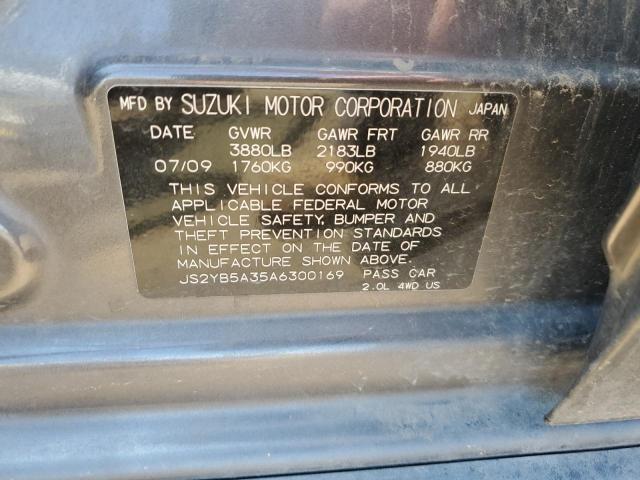 MFD BY SUZUKI MOTOR CORPORATION JAPAN
DATE GVWR GAWR FRT GAWR RR
3880LB 2183LB 1940LB
07/09 1760KG 990KG 880KG
THIS VEHICLE CONFORMS TO ALL
APPLICABLE FEDERAL MOTOR
VEHICLE SAFETY, BUMPER AND
THEFT PREVENTION STANDARDS
IN EFFECT ON THE DATE OF
MANUFACTURE SHOWN ABOVE.
JS2YB5A35A6300169 PASS CAR
2.0L 4WD US